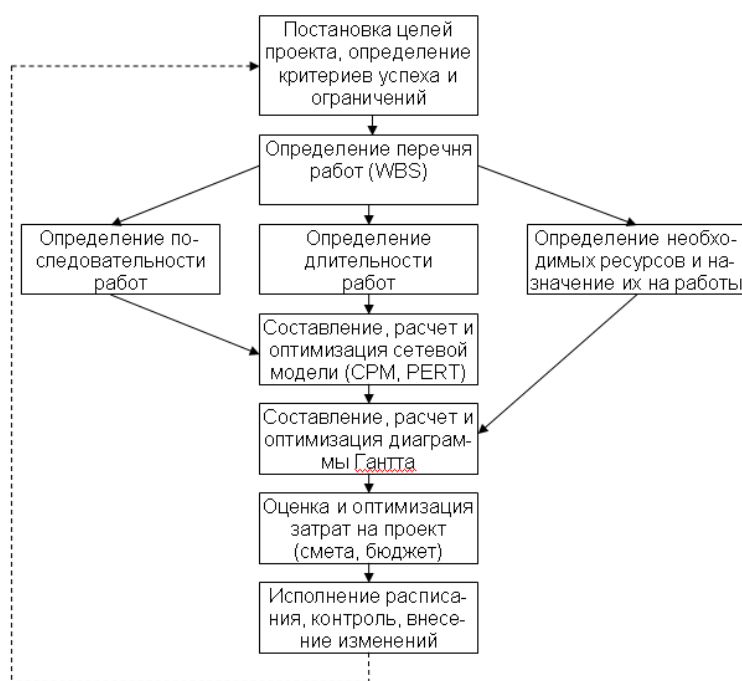 Постановка целей
проекта, определение
критериев успеха и
ограничений
Определение перечня
работ (WBS)
Определение по-
следовательности
работ
Определение
длительности
работ
Определение необхо-
димых ресурсов и на-
значение их на работы
Составление, расчет и
оптимизация сетевой
модели (CPM, PERT)
Составление, расчет и
оптимизация диаграм-
мы Гантта
Оценка и оптимизация
затрат на проект
(смета, бюджет)
Исполнение расписа-
ния, контроль, внесе-
ние изменений